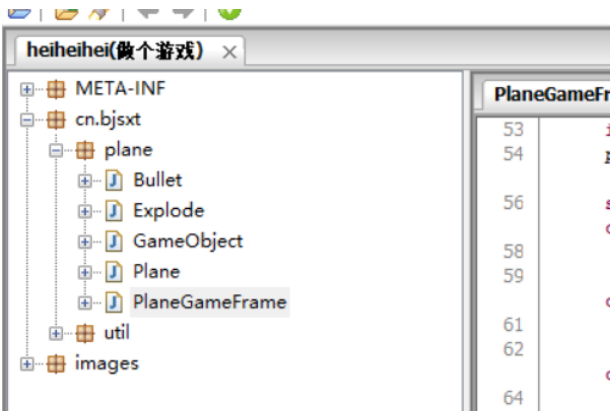 heiheihei(做个游戏)
META-INF
cn.bjsxt
plane
Bullet
Explode
GameObject
Plane
PlaneGameFrame
util
images
PlaneGameFr
53
54
56
58
59
61
62
64